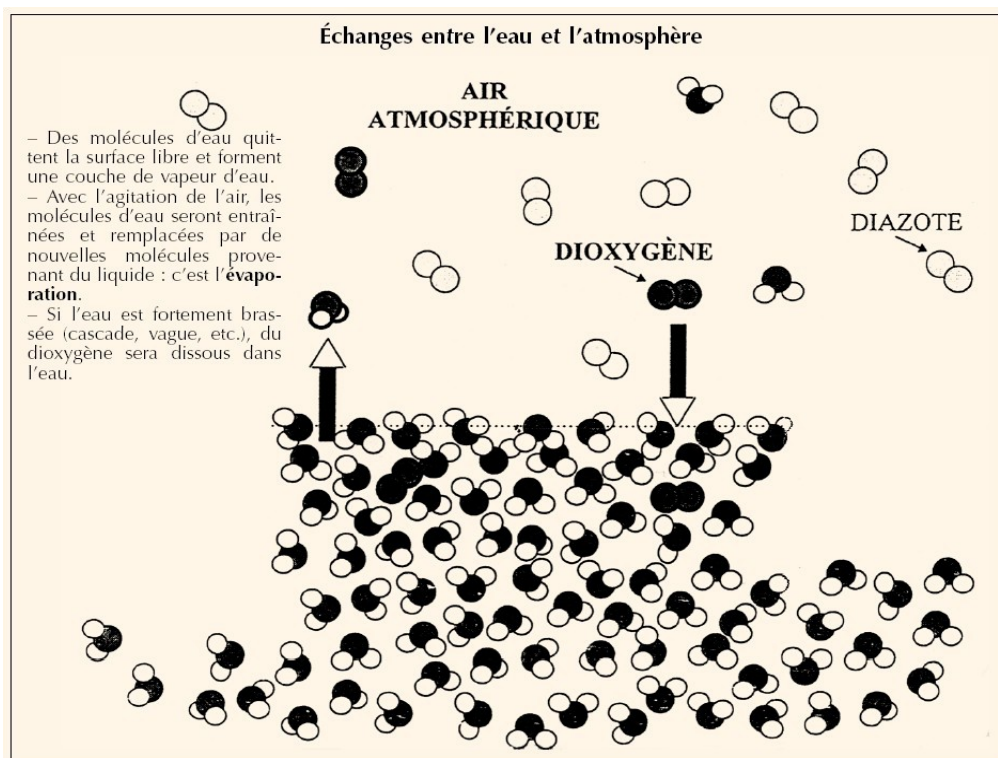 Échanges entre l'eau et l'atmosphère
AIR
ATMOSPHÉRIQUE
– Des molécules d'eau quit-
tent la surface libre et forment
une couche de vapeur d'eau.
– Avec l'agitation de l'air, les
molécules d'eau seront entraî-
nées et remplacées par de
nouvelles molécules prove-
nant du liquide : c'est l'évapo-
ration.
– Si l'eau est fortement bras-
sée (cascade, vague, etc.), du
dioxygène sera dissous dans
l'eau.
DIOXYGÈNE
DIAZOTE